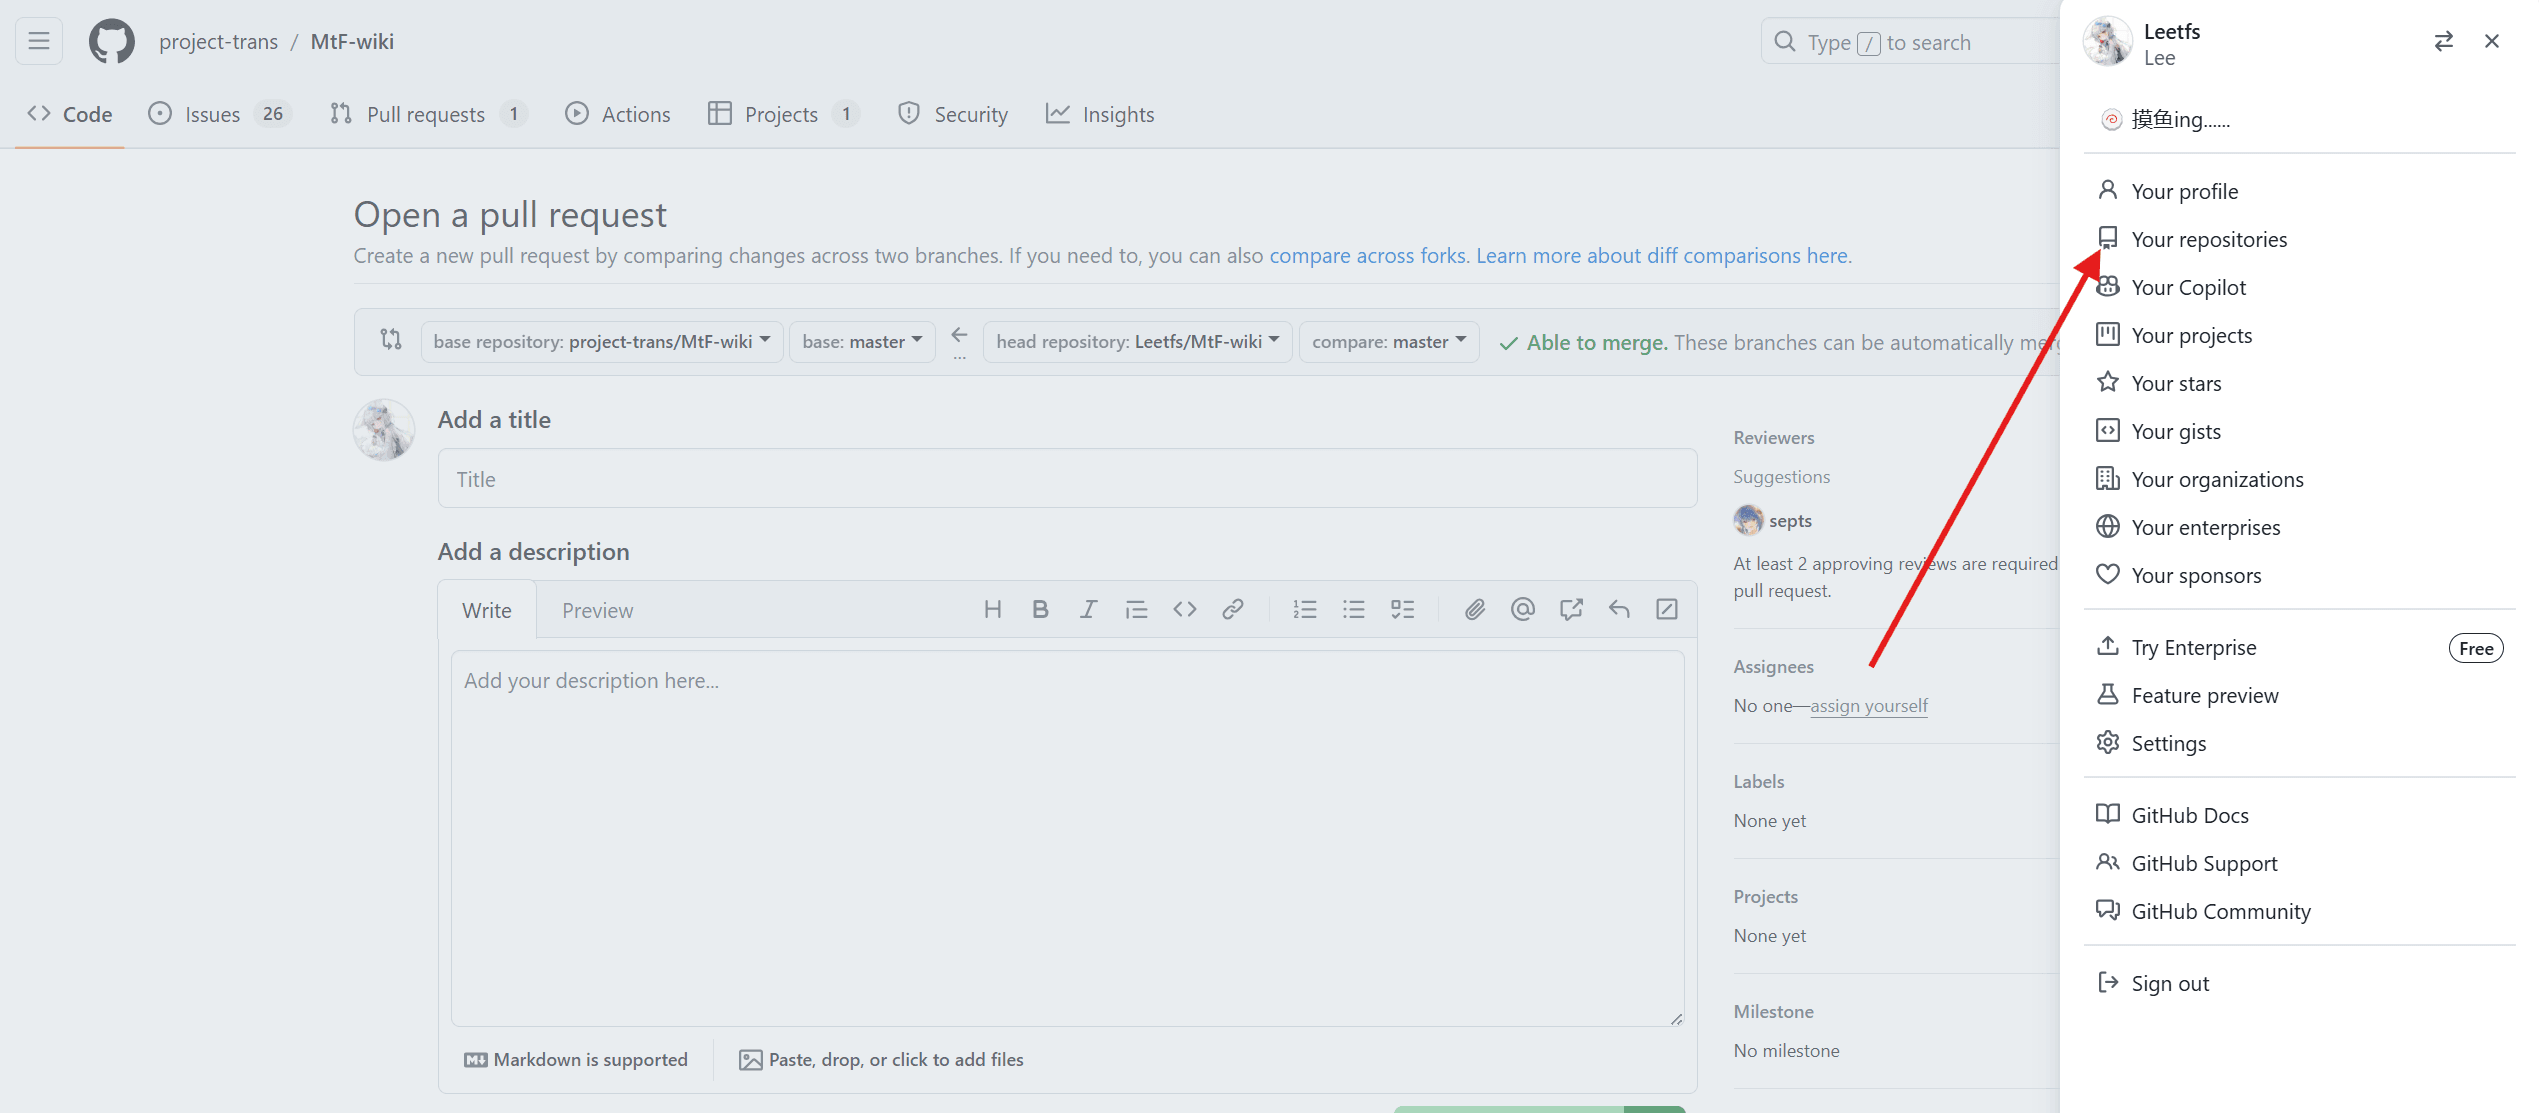 project-trans / MtF-wiki
Type / to search
Code
Issues 26
Pull requests 1
Actions
Projects 1
Security
Insights
Open a pull request
Create a new pull request by comparing changes across two branches. If you need to, you can also compare across forks. Learn more about diff comparisons here.
base repository: project-trans/MtF-wiki
base: master
...
head repository: Leetfs/MtF-wiki
compare: master
Able to merge. These branches can be automatically
Add a title
Title
Add a description
Write
Preview
Add your description here...
Markdown is supported
Paste, drop, or click to add files
Reviewers
Suggestions
septs
At least 2 approving reviews are required
pull request.
Assignees
No one—assign yourself
Labels
None yet
Projects
None yet
Milestone
No milestone
Leetfs
Lee
摸鱼ing......
Your profile
Your repositories
Your Copilot
Your projects
Your stars
Your gists
Your organizations
Your enterprises
Your sponsors
Try Enterprise Free
Feature preview
Settings
GitHub Docs
GitHub Support
GitHub Community
Sign out